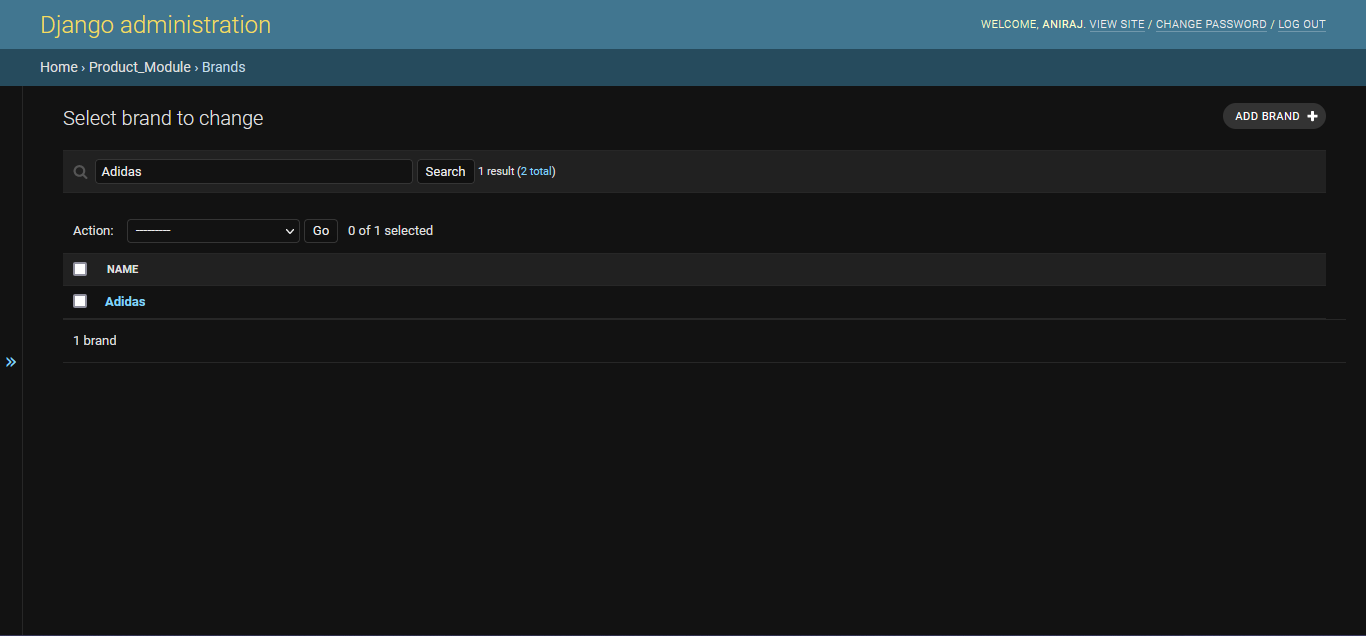 Django administration
WELCOME, ANIRAJ. VIEW SITE / CHANGE PASSWORD / LOG OUT
Home › Product_Module › Brands
Select brand to change
ADD BRAND +
Adidas Search 1 result (2 total)
Action: --------- Go 0 of 1 selected
NAME
Adidas
1 brand
»